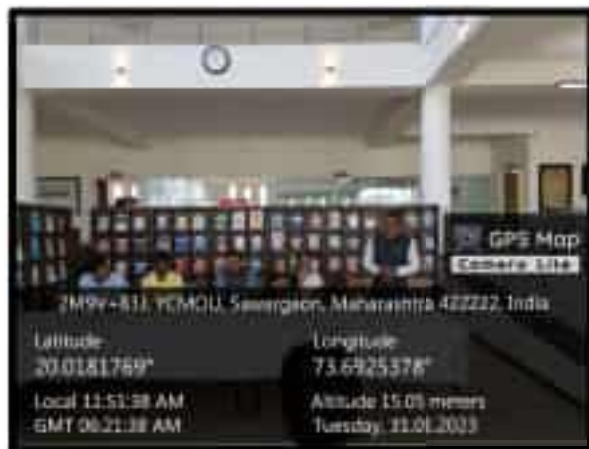 GPS Map
Camera Lite
YCMOU, Sawargaon, Maharashtra 422222, India
Latitude
20.0181769°
Longitude
73.6925378°
Local 11:51:38 AM
GMT 06:21:38 AM
Altitude 15.05 meters
Tuesday, 31.01.2023